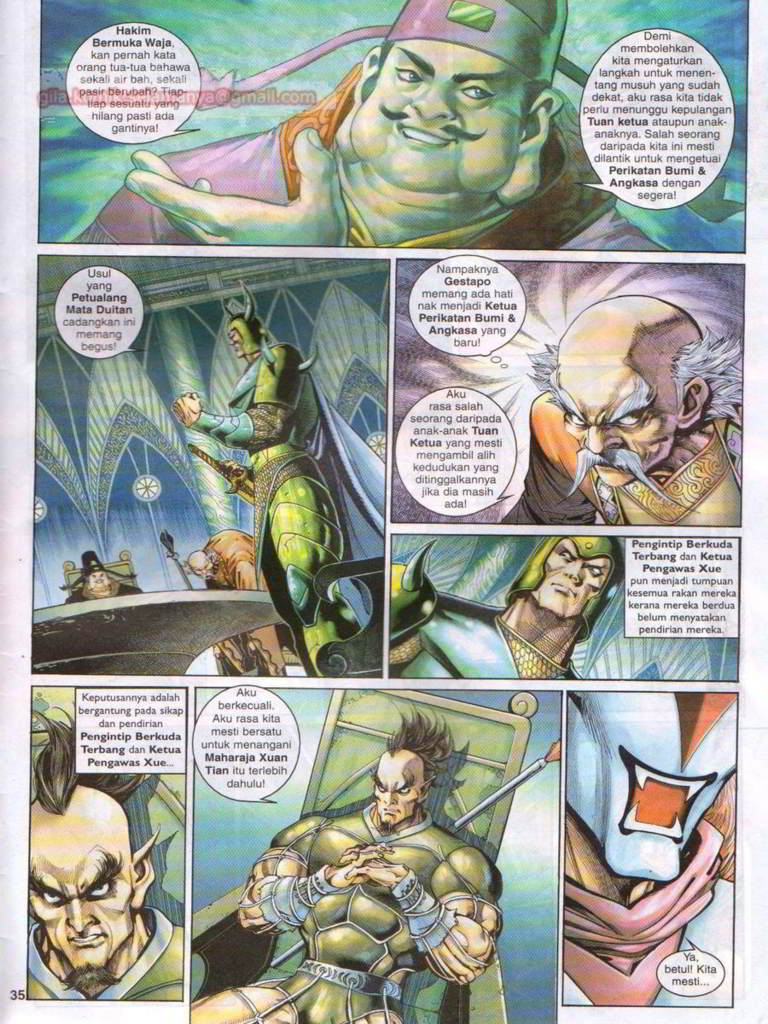 Hakim
Bermuka Waja,
kan pernah kata
orang tua-tua bahawa
sekali air bah, sekali
pasir berubah? Tiap-
tiap sesuatu yang
hilang pasti ada
gantinya!
Demi
membolehkan
kita mengaturkan
langkah untuk menen-
tang musuh yang sudah
dekat, aku rasa kita tidak
perlu menunggu kepulangan
Tuan ketua ataupun anak-
anaknya. Salah seorang
daripada kita ini mesti
dilantik untuk mengetuai
Perikatan Bumi &
Angkasa dengan
segera!
Usul
yang
Petualang
Mata Duitan
cadangkan ini
memang
begus!
Nampaknya
Gestapo
memang ada hati
nak menjadi Ketua
Perikatan Bumi &
Angkasa yang
baru!
Aku
rasa salah
seorang daripada
anak-anak Tuan
Ketua yang mesti
mengambil alih
kedudukan yang
ditinggalkannya
jika dia masih
ada!
Pengintip Berkuda
Terbang dan Ketua
Pengawas Xue
pun menjadi tumpuan
kesemua rakan mereka
kerana mereka berdua
belum menyatakan
pendirian mereka.
Keputusannya adalah
bergantung pada sikap
dan pendirian
Pengintip Berkuda
Terbang dan Ketua
Pengawas Xue...
Aku
berkecuali.
Aku rasa kita
mesti bersatu
untuk menangani
Maharaja Xuan
Tian itu terlebih
dahulu!
Ya,
betul! Kita
mesti...
35